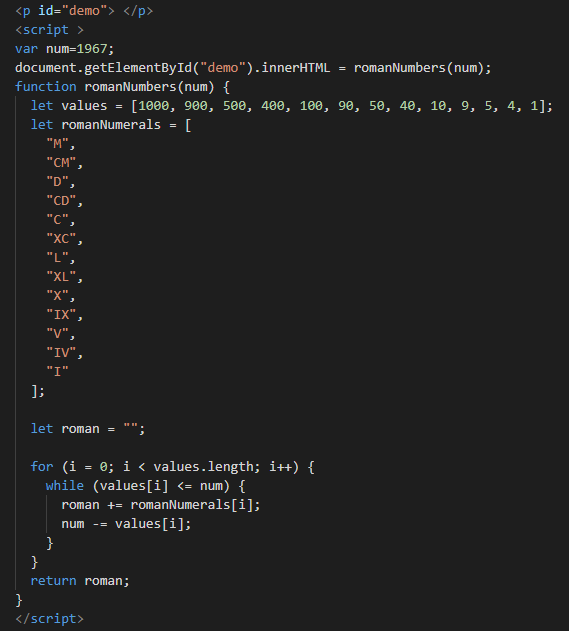 <p id="demo"> </p>
<script >
var num=1967;
document.getElementById("demo").innerHTML = romanNumbers(num);
function romanNumbers(num) {
  let values = [1000, 900, 500, 400, 100, 90, 50, 40, 10, 9, 5, 4, 1];
  let romanNumerals = [
    "M",
    "CM",
    "D",
    "CD",
    "C",
    "XC",
    "L",
    "XL",
    "X",
    "IX",
    "V",
    "IV",
    "I"
  ];
  let roman = "";
  for (i = 0; i < values.length; i++) {
    while (values[i] <= num) {
      roman += romanNumerals[i];
      num -= values[i];
    }
  }
  return roman;
}
</script>